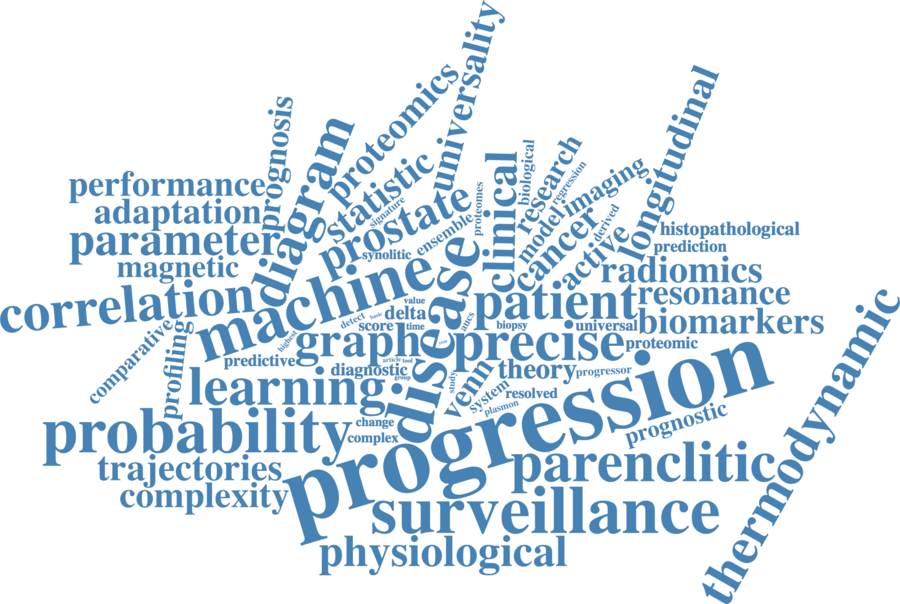 universality
proteomics
longitudinal
prognosis
diagram
statistic
signature
prostate
ensemble
proteomes
clinical
biological
research
regression
model
imaging
cancer
derived
active
performance
adaptation
parameter
magnetic
correlation
synolitic
machine
disease
histopathological
prediction
radiomics
patient
resonance
biomarkers
universal
biopsy
precise
proteomic
value
delta
detect
score
time
highest
graph
comparative
profiling
predictive
diagnostic
article
tool
group
learning
study
venn
theory
progressor
system
resolved
plasmon
thermodynamic
probability
change
complex
progression
prognostic
trajectories
complexity
parenclitic
surveillance
physiological